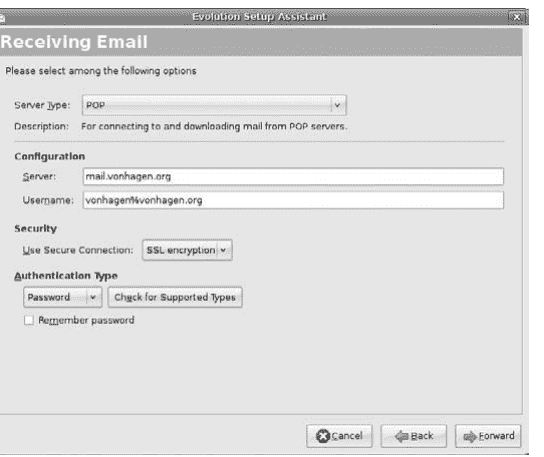 Evolution Setup Assistant
Receiving Email
Please select among the following options
Server Type: POP
Description: For connecting to and downloading mail from POP servers.
Configuration
Server: mail.vonhagen.org
Username: vonhagen%vonhagen.org
Security
Use Secure Connection: SSL encryption
Authentication Type
Password Check for Supported Types
Remember password
Cancel Back Forward